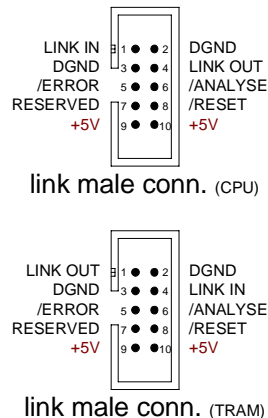 LINK IN 1 2 DGND
DGND 3 4 LINK OUT
/ERROR 5 6 /ANALYSE
RESERVED 7 8 /RESET
+5V 9 10 +5V
link male conn. (CPU)
LINK OUT 1 2 DGND
DGND 3 4 LINK IN
/ERROR 5 6 /ANALYSE
RESERVED 7 8 /RESET
+5V 9 10 +5V
link male conn. (TRAM)